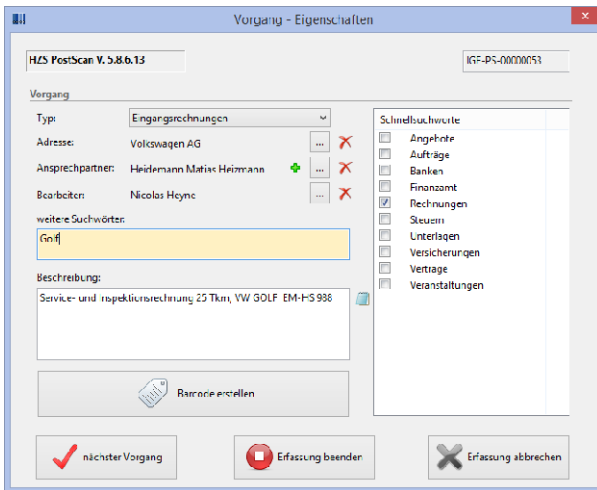 Vorgang - Eigenschaften
HZS PostScan V. 5.8.6.13
IGF-PS-00000053
Vorgang
Typ:
Eingangsrechnungen
Adresse:
Volkswagen AG
...
Ansprechpartner:
Heidemann Matias Heizmann
...
Bearbeiter:
Nicolas Heyne
...
weitere Suchwörter:
Golf
Beschreibung:
Service- und Inspektionsrechnung 25 Tkm, VW GOLF EM-HS 988
Barcode erstellen
Schnellsuchworte
Angebote
Aufträge
Banken
Finanzamt
Rechnungen
Steuern
Unterlagen
Versicherungen
Verträge
Veranstaltungen
nächster Vorgang
Erfassung beenden
Erfassung abbrechen